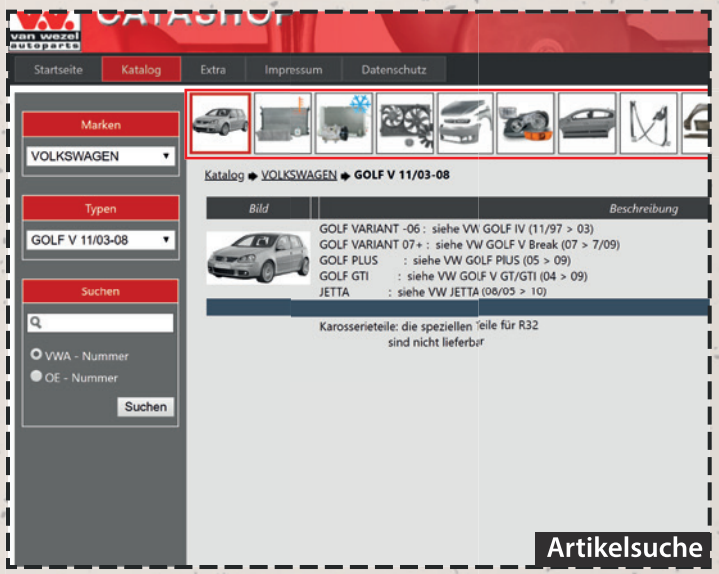 CATASHOP
van wezel
autoparts
Startseite Katalog Extra Impressum Datenschutz
Marken
VOLKSWAGEN
Typen
GOLF V 11/03-08
Suchen
VWA - Nummer
OE - Nummer
Suchen
Katalog VOLKSWAGEN GOLF V 11/03-08
Bild Beschreibung
GOLF VARIANT -06 : siehe VW GOLF IV (11/97 > 03)
GOLF VARIANT 07+ : siehe VW GOLF V Break (07 > 7/09)
GOLF PLUS : siehe VW GOLF PlUS (05 > 09)
GOLF GTI : siehe VW GOLF V GT/GTI (04 > 09)
JETTA : siehe VW JETTA (08/05 > 10)
Karosserieteile: die speziellen Teile für R32
sind nicht lieferbar
Artikelsuche